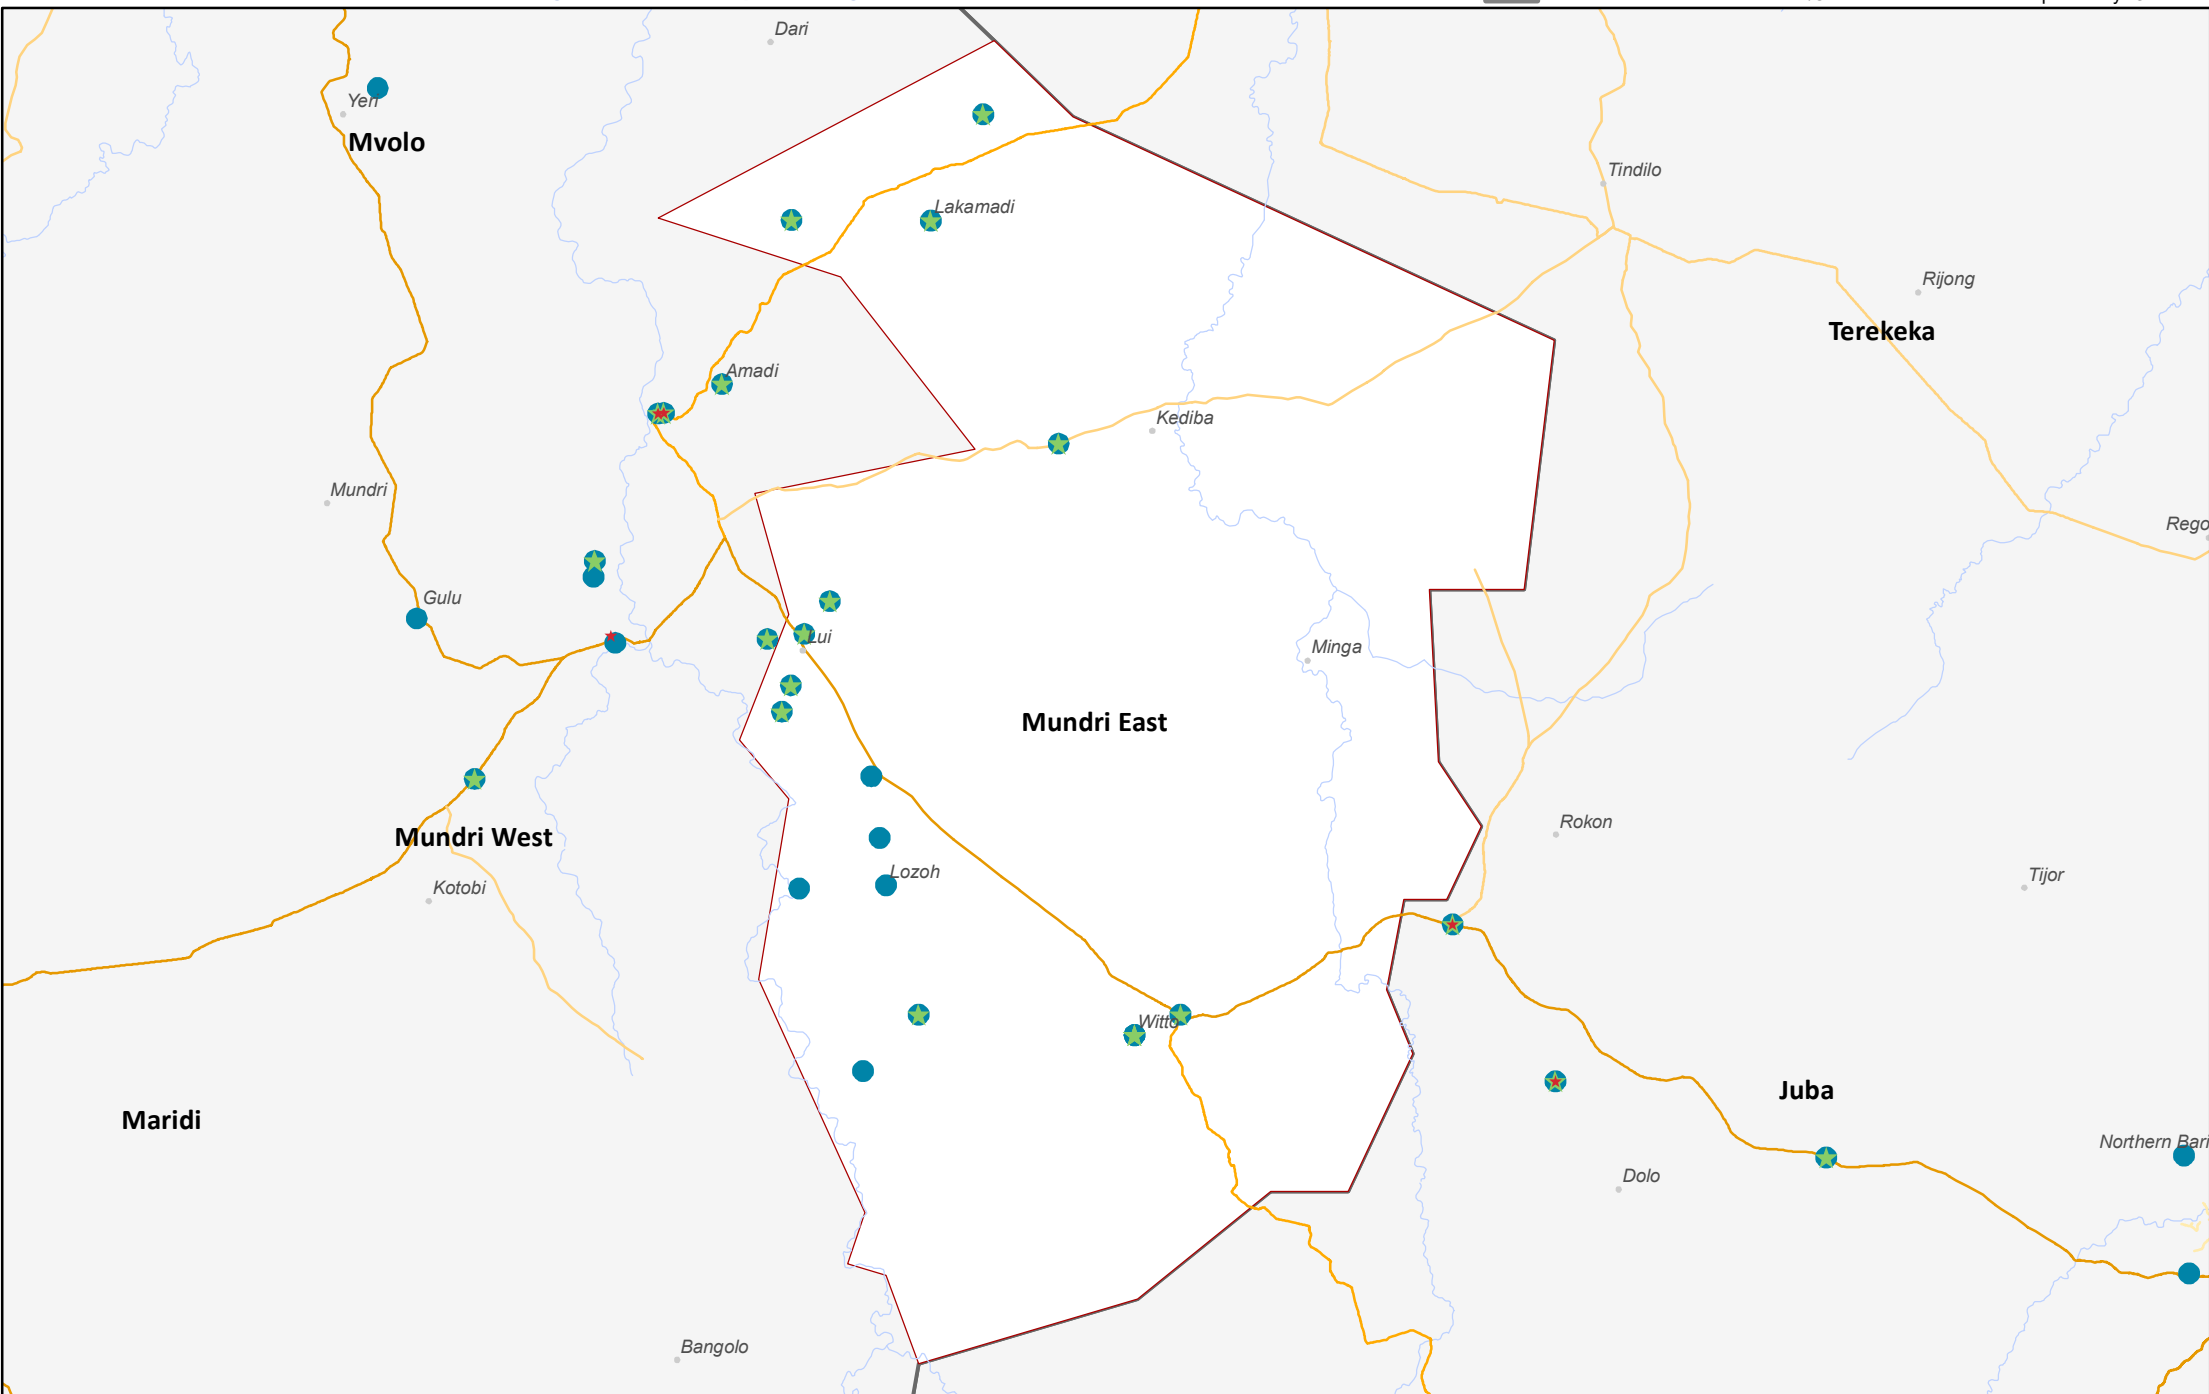 Dari
Yeri
Mvolo
Tindilo
Lakamadi
Rijong
Terekeka
Amadi
Kediba
Mundri
Rego
Gulu
Lui
Minga
Mundri East
Rokon
Mundri West
Lozoh
Tijor
Kotobi
Witto
Juba
Maridi
Northern Bari
Dolo
Bangolo